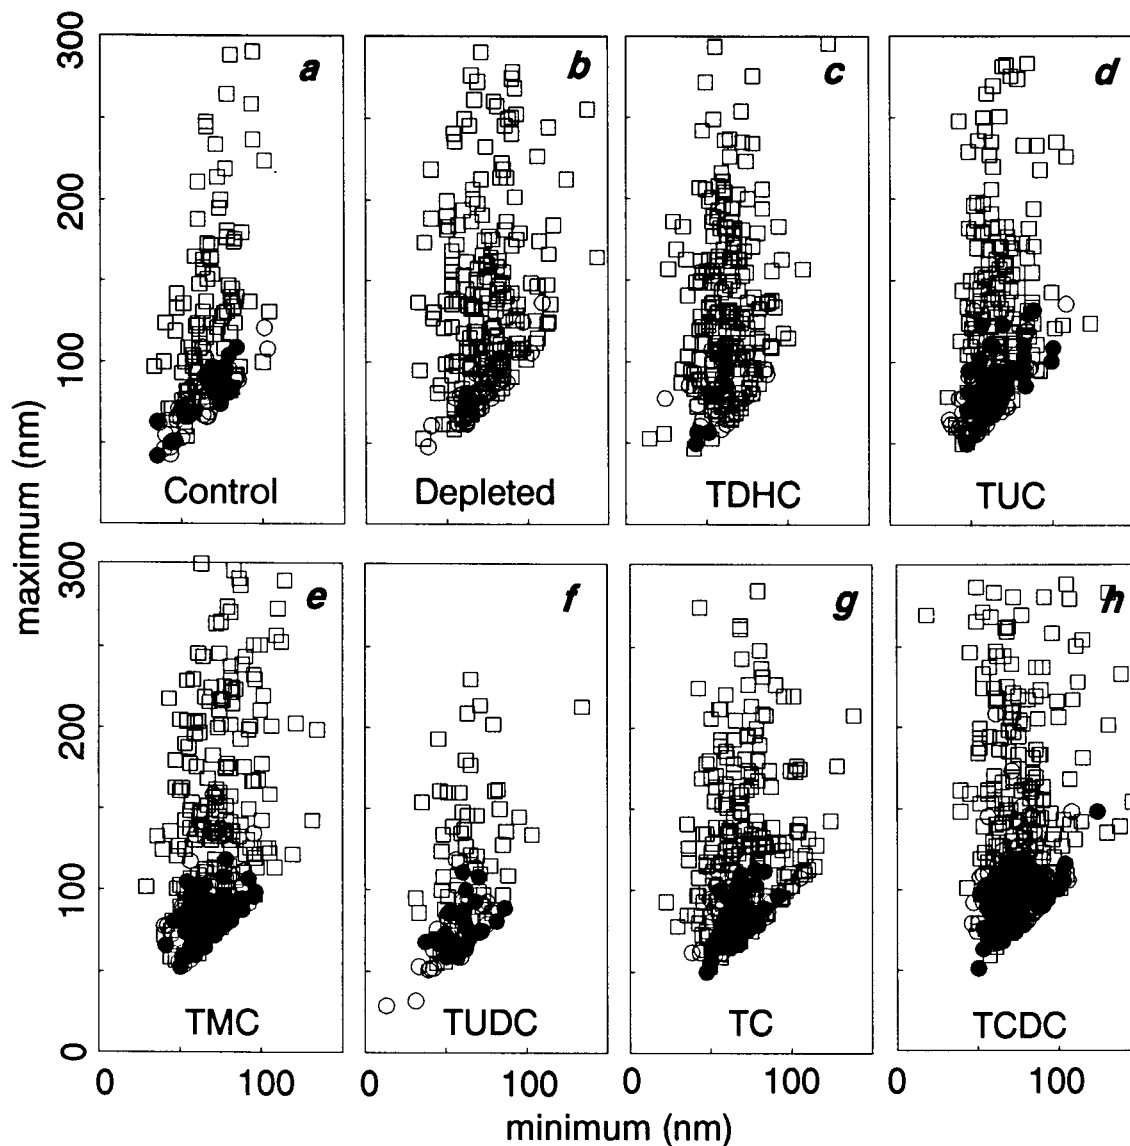 300
a
b
c
d
200
100
Control
Depleted
TDHC
TUC
maximum (nm)
300
e
f
g
h
200
100
0
TMC
TUDC
TC
TCDC
0 100 0 100 0 100 0 100
minimum (nm)